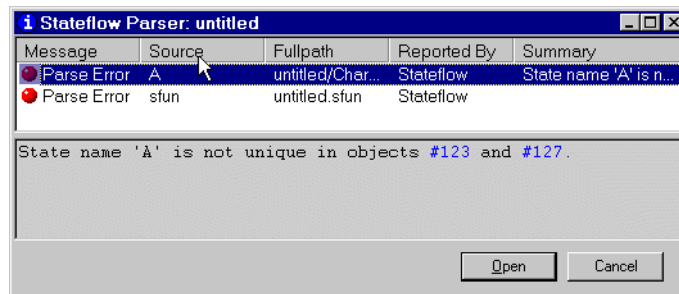 Stateflow Parser: untitled
Message Source Fullpath Reported By Summary
Parse Error A untitled/Char... Stateflow State name 'A' is n...
Parse Error sfun untitled.sfun Stateflow
State name 'A' is not unique in objects #123 and #127.
Open Cancel